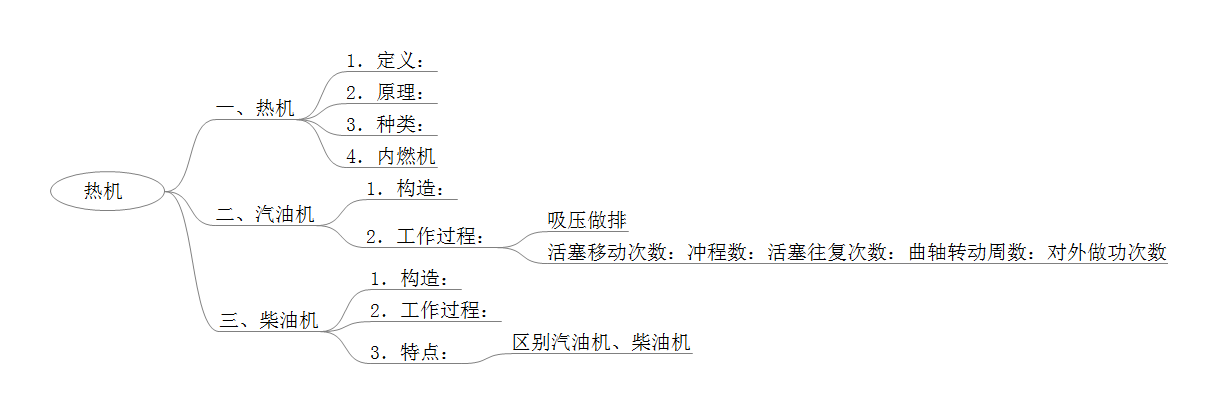 热机
一、热机
1．定义：
2．原理：
3．种类：
4．内燃机
二、汽油机
1．构造：
2．工作过程：
吸压做排
活塞移动次数：冲程数：活塞往复次数：曲轴转动周数：对外做功次数
三、柴油机
1．构造：
2．工作过程：
3．特点：
区别汽油机、柴油机